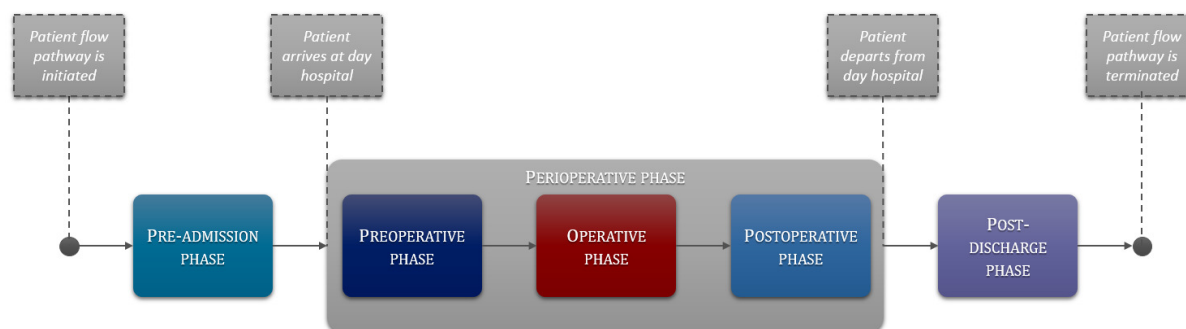 Patient flow
pathway is
initiated
Patient
arrives at day
hospital
Patient
departs from
day hospital
Patient flow
pathway is
terminated
PERIOPERATIVE PHASE
PRE-ADMISSION
PHASE
PREOPERATIVE
PHASE
OPERATIVE
PHASE
POSTOPERATIVE
PHASE
POST-
DISCHARGE
PHASE